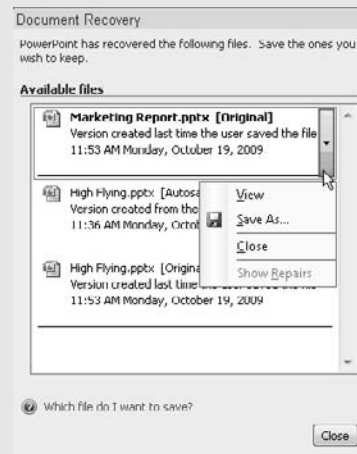 Document Recovery
PowerPoint has recovered the following files. Save the ones you
wish to keep.
Available files
Marketing Report.pptx [Original]
Version created last time the user saved the file
11:53 AM Monday, October 19, 2009
High Flying.pptx [Autosa
Version created from the
11:36 AM Monday, Octob
View
Save As...
Close
Show Repairs
High Flying.pptx [Origina
Version created last time
11:53 AM Monday, October 19, 2009
Which file do I want to save?
Close